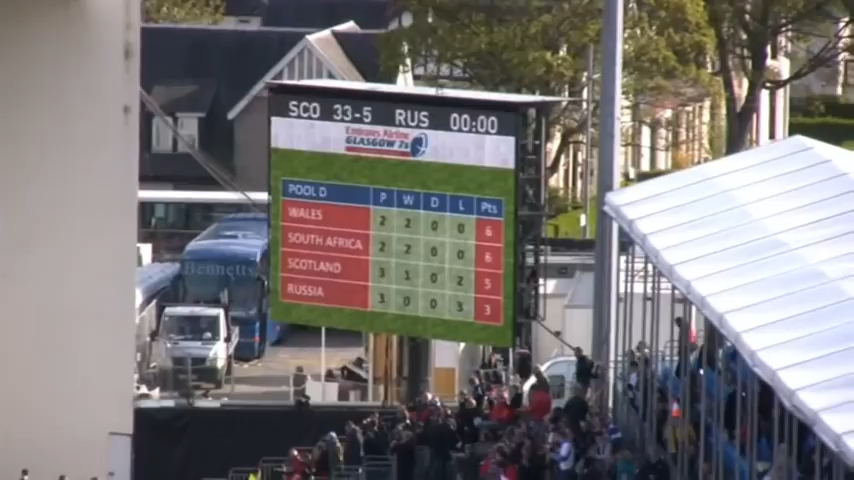 SCO 33-5 RUS 00:00
Emirates Airline
GLASGOW 7s
POOL D P W D L Pts
WALES 2 2 0 0 6
SOUTH AFRICA 2 2 0 0 6
SCOTLAND 3 1 0 2 5
RUSSIA 3 0 0 3 3
Bennetts